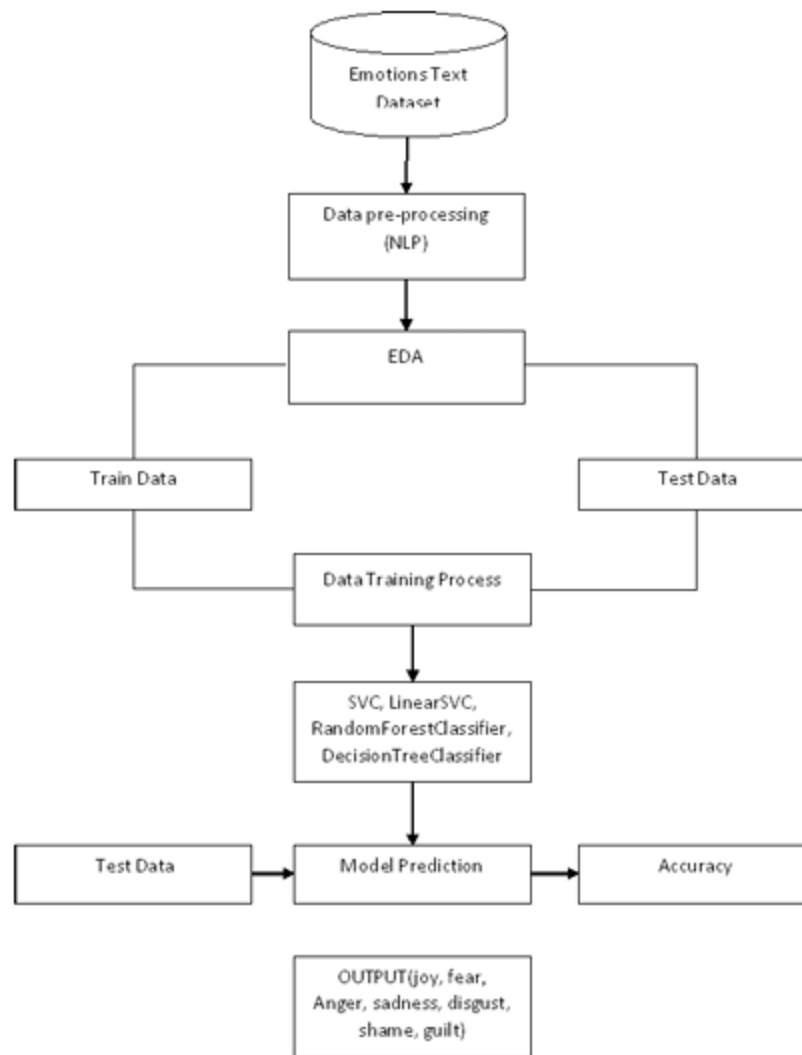 Emotions Text
Dataset
Data pre-processing
(NLP)
EDA
Train Data
Test Data
Data Training Process
SVC, LinearSVC,
RandomForestClassifier,
DecisionTreeClassifier
Test Data
Model Prediction
Accuracy
OUTPUT(joy, fear,
Anger, sadness, disgust,
shame, guilt)